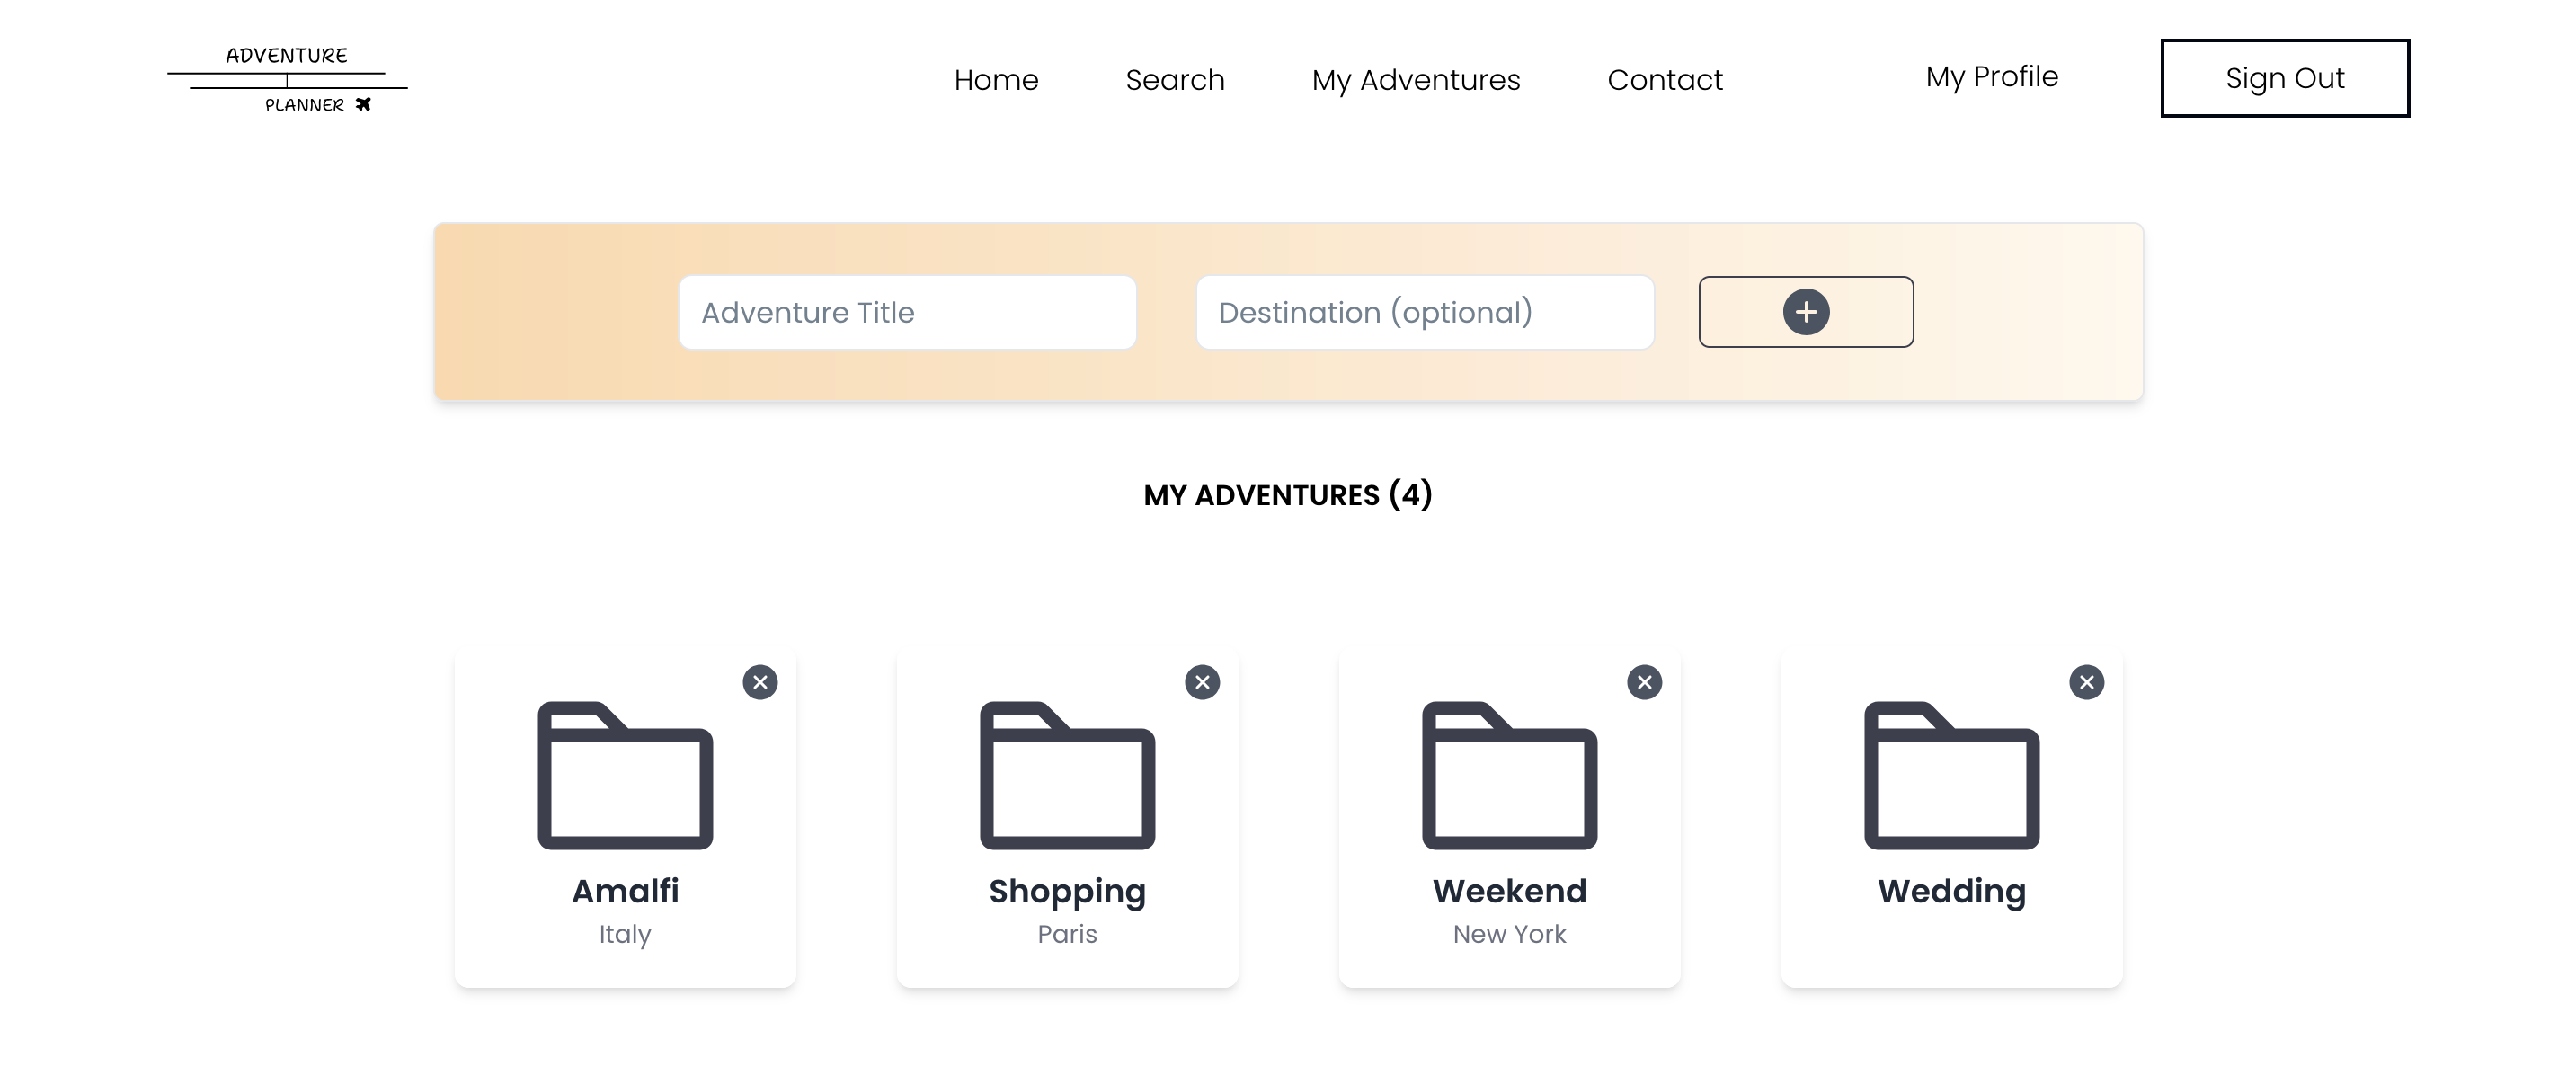 ADVENTURE
PLANNER
Home
Search
My Adventures
Contact
My Profile
Sign Out
Adventure Title
Destination (optional)
MY ADVENTURES (4)
Amalfi
Italy
Shopping
Paris
Weekend
New York
Wedding